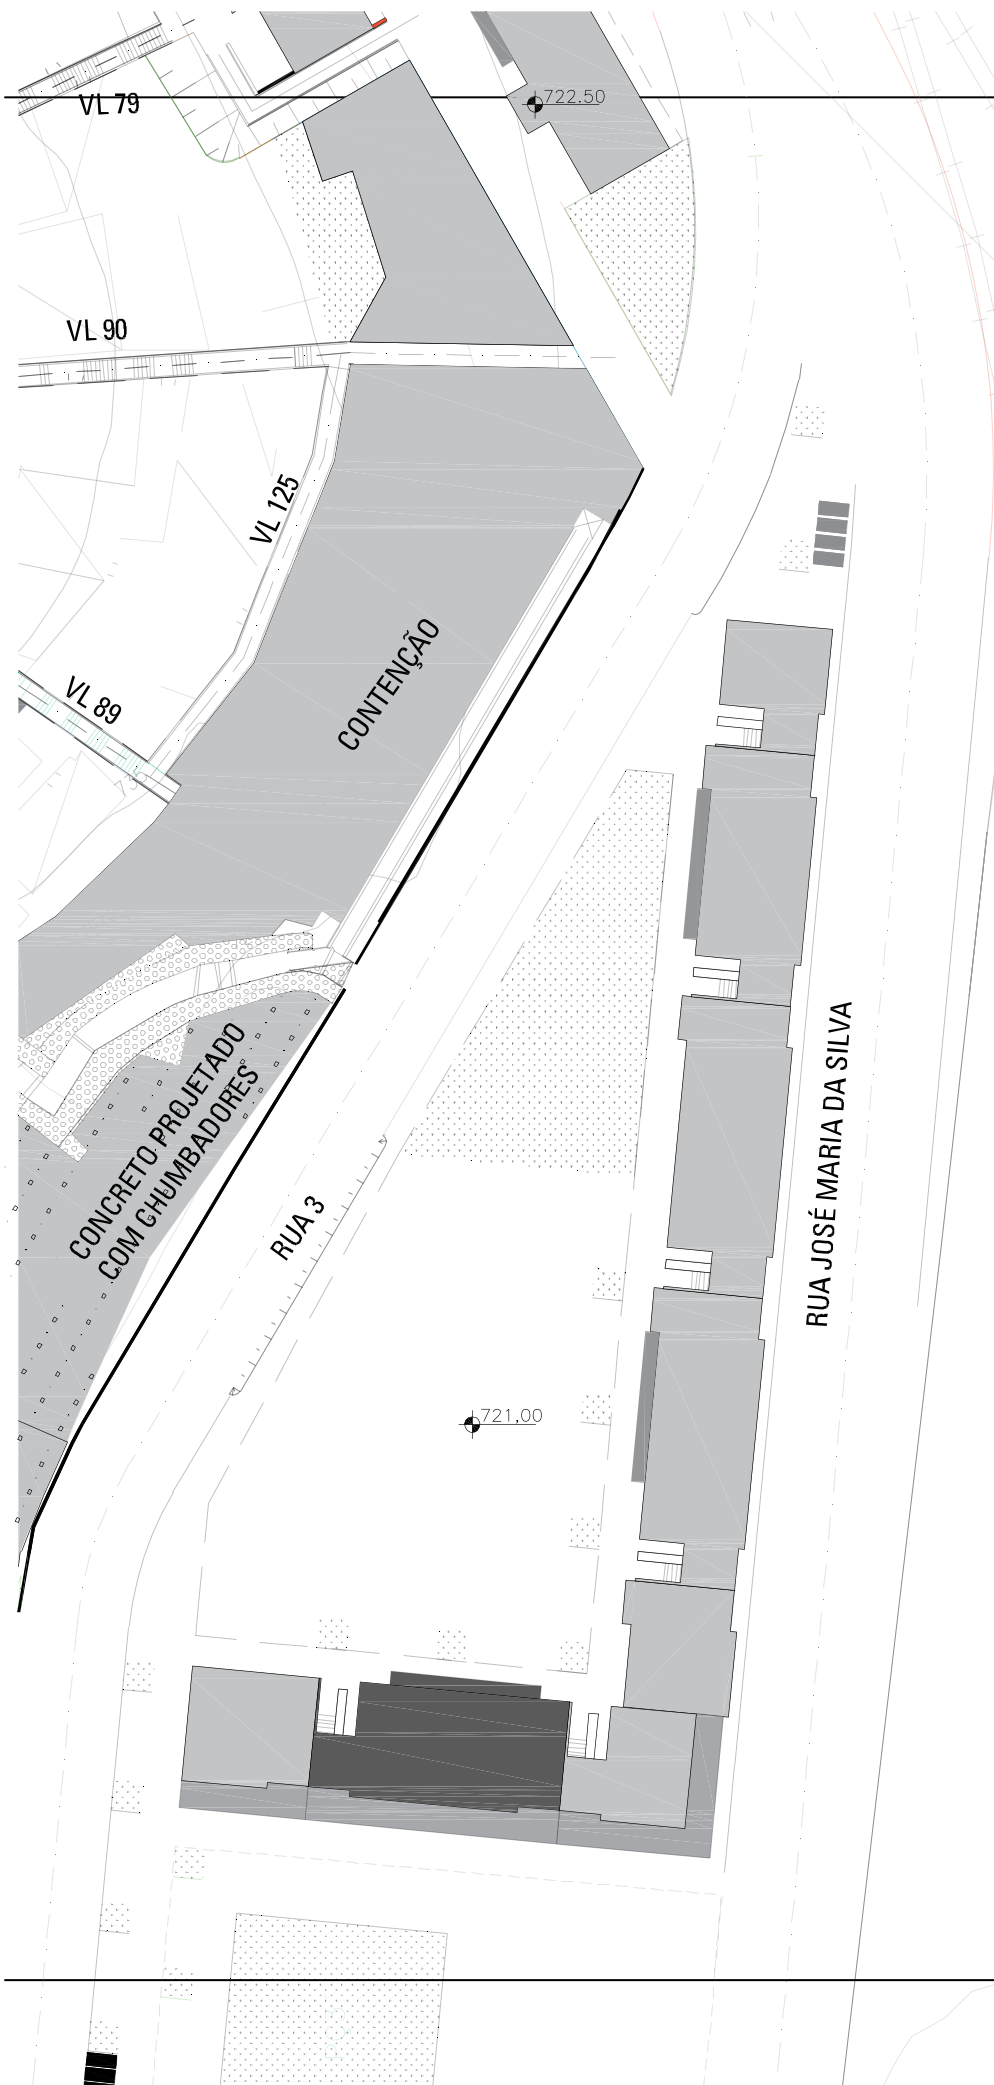 VL 79
722.50
VL 90
VL 125
CONTENÇÃO
VL 89
RUA JOSÉ MARIA DA SILVA
CONCRETO PROJETADO
COM CHUMBADORES
RUA 3
721,00